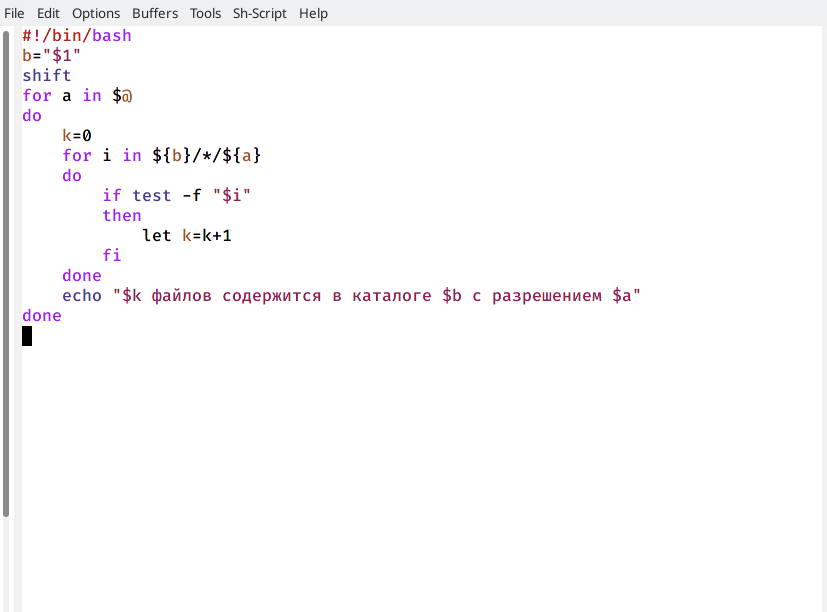 File Edit Options Buffers Tools Sh-Script Help
#!/bin/bash
b="$1"
shift
for a in $@
do
    k=0
    for i in ${b}/*/${a}
    do
        if test -f "$i"
        then
            let k=k+1
        fi
    done
    echo "$k файлов содержится в каталоге $b с разрешением $a"
done